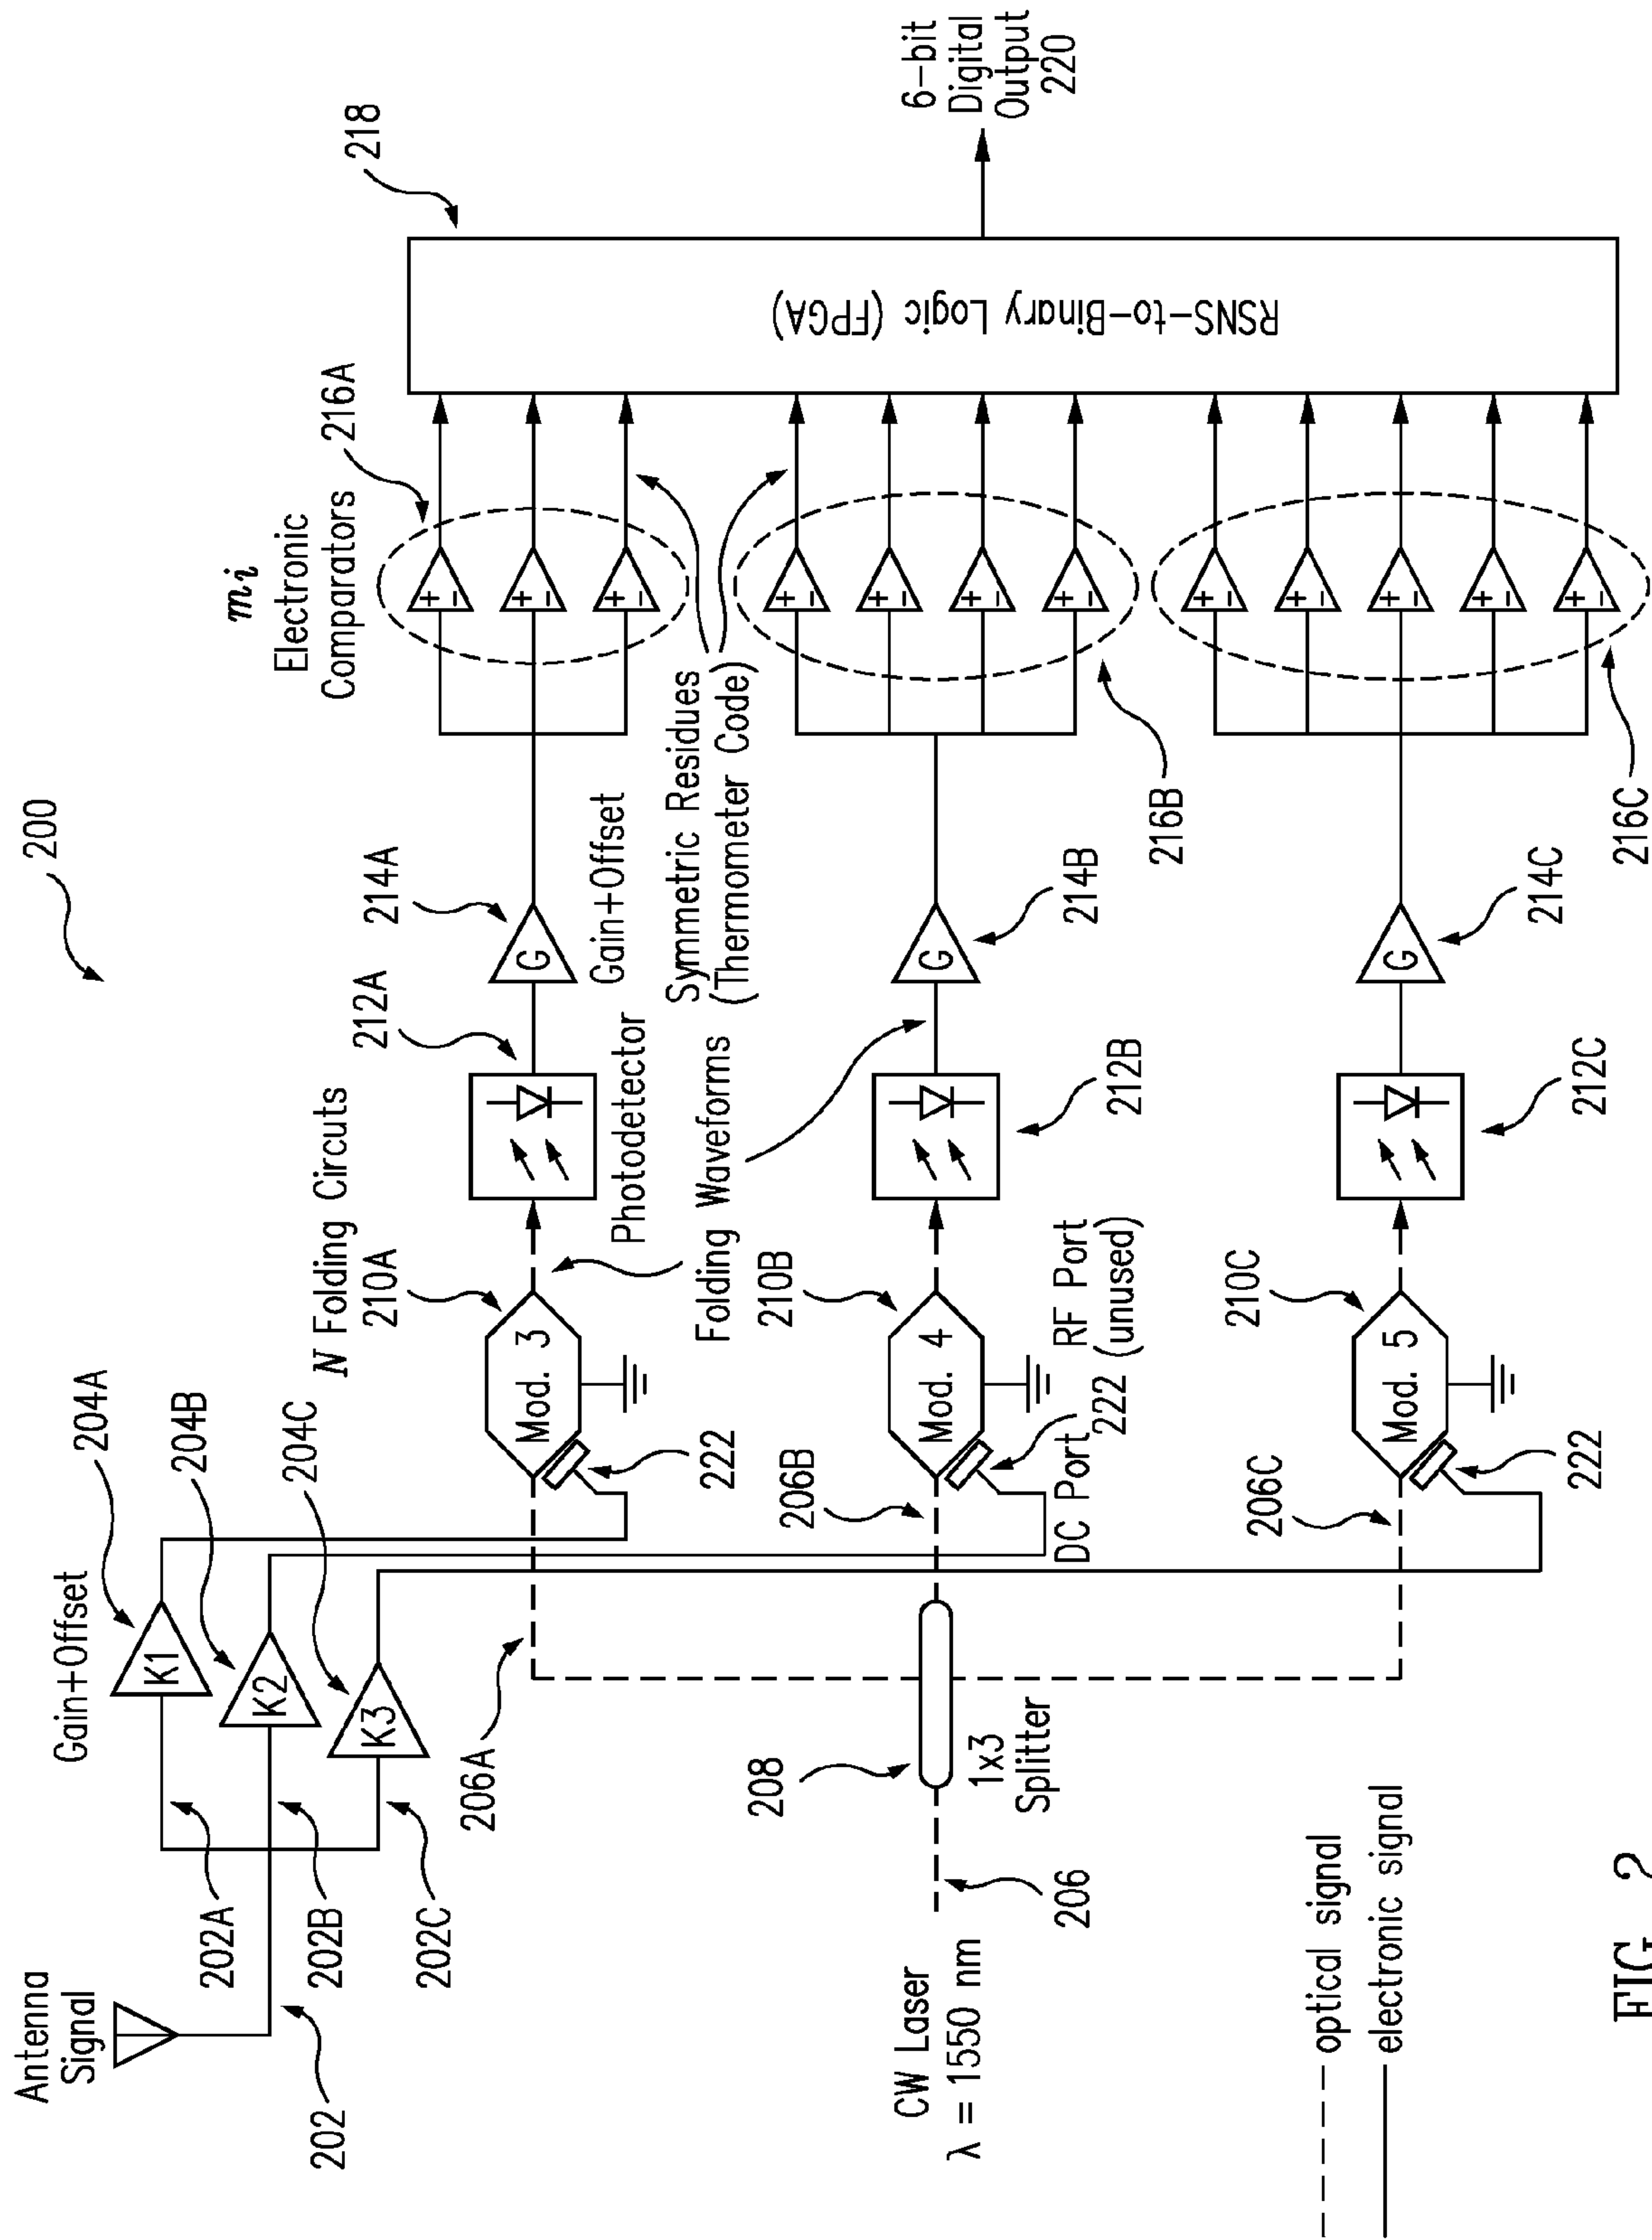 200
Antenna
Signal
202
202A
202B
202C
Gain+Offset
K1
K2
K3
204A
204B
204C
206A
CW Laser
λ = 1550 nm
206
208
1x3
Splitter
206B
206C
DC Port
222
222
222
RF Port
(unused)
N Folding Circuts
210A
Mod. 3
210B
Mod. 4
210C
Mod. 5
Photodetector
212A
212B
212C
Folding Waveforms
214A
G
Gain+Offset
214B
G
214C
G
Symmetric Residues
(Thermometer Code)
mi
Electronic
Comparators
216A
+ -
+ -
+ -
216B
+ -
+ -
+ -
+ -
216C
+ -
+ -
+ -
+ -
+ -
218
RSNS-to-Binary Logic (FPGA)
6-bit
Digital
Output
220
optical signal
electronic signal
FIG. 2